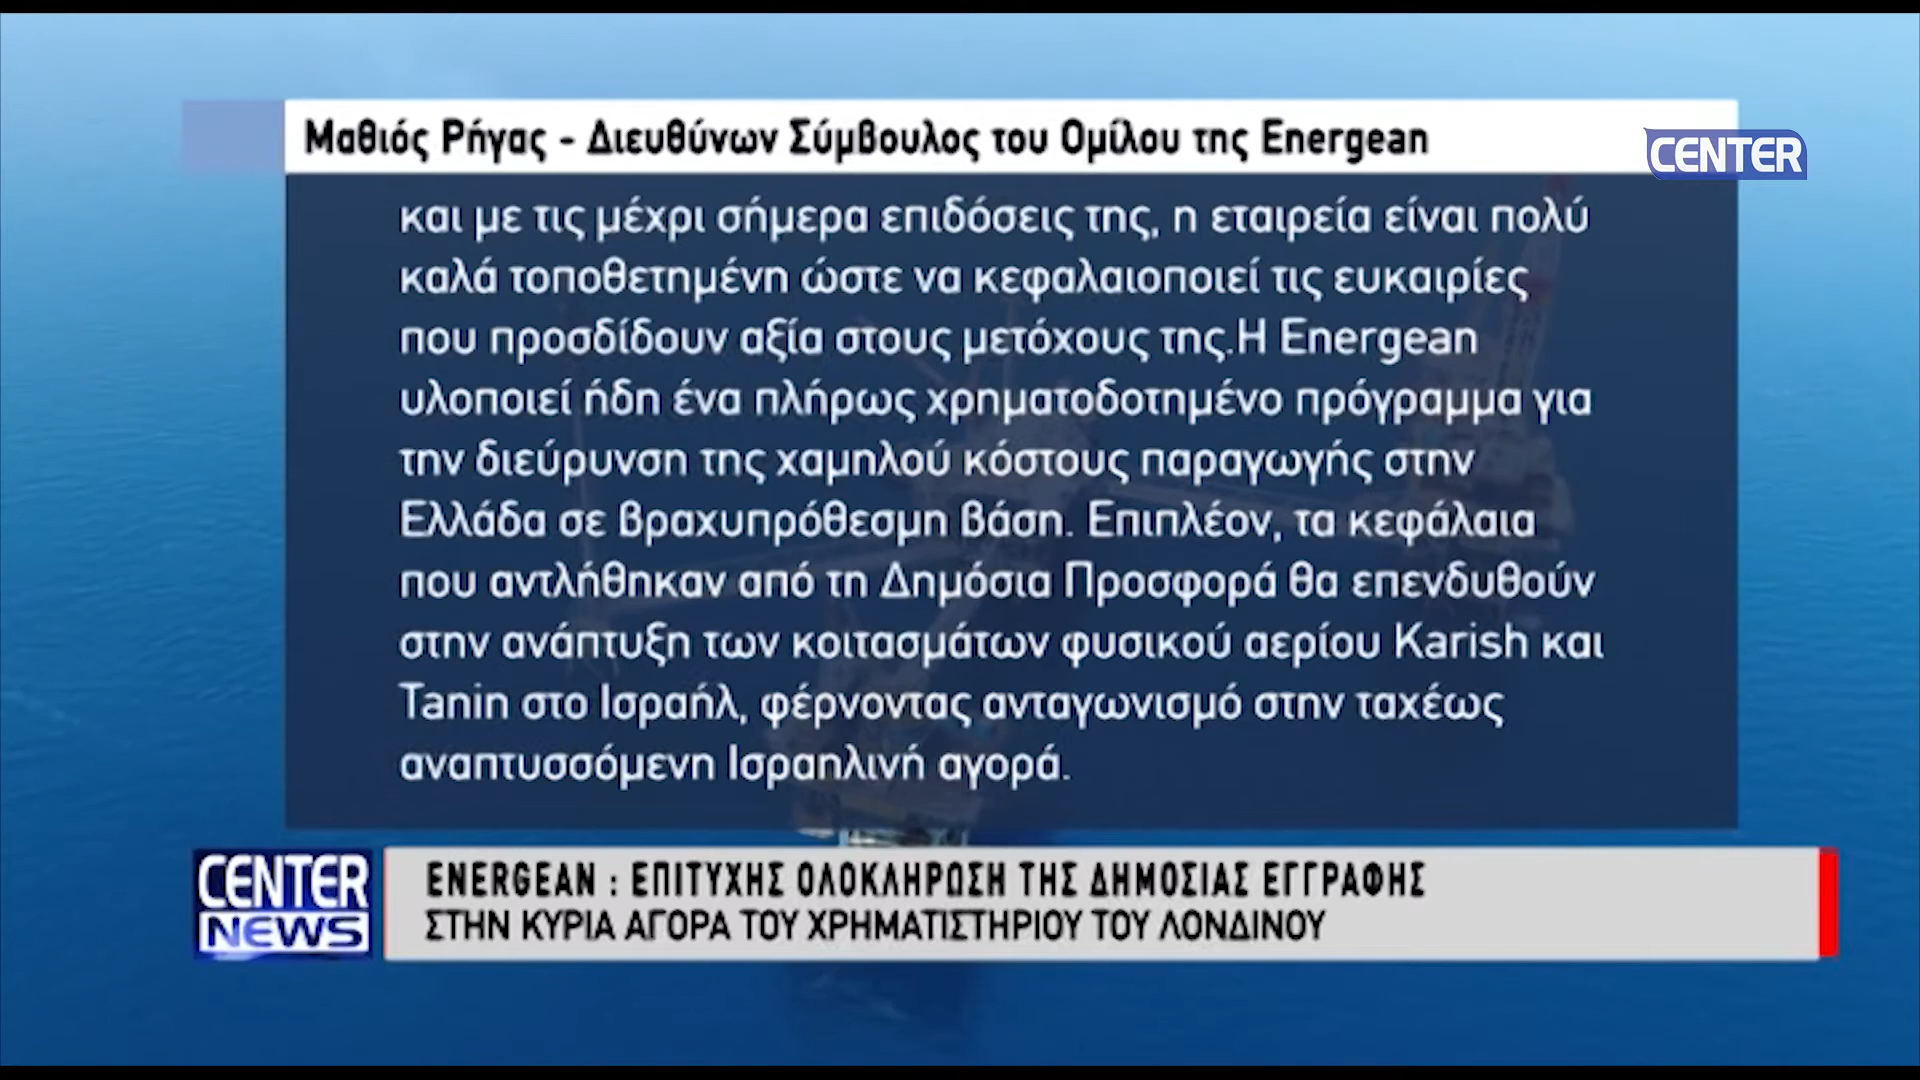 Μαθιός Ρήγας - Διευθύνων Σύμβουλος του Ομίλου της Energean
CENTER
και με τις μέχρι σήμερα επιδόσεις της, η εταιρεία είναι πολύ
καλά τοποθετημένη ώστε να κεφαλαιοποιεί τις ευκαιρίες
που προσδίδουν αξία στους μετόχους της.Η Energean
υλοποιεί ήδη ένα πλήρως χρηματοδοτημένο πρόγραμμα για
την διεύρυνση της χαμηλού κόστους παραγωγής στην
Ελλάδα σε βραχυπρόθεσμη βάση. Επιπλέον, τα κεφάλαια
που αντλήθηκαν από τη Δημόσια Προσφορά θα επενδυθούν
στην ανάπτυξη των κοιτασμάτων φυσικού αερίου Karish και
Tanin στο Ισραήλ, φέρνοντας ανταγωνισμό στην ταχέως
αναπτυσσόμενη Ισραηλινή αγορά.
CENTER
NEWS
ENERGEAN : ΕΠΙΤΥΧΗΣ ΟΛΟΚΛΗΡΩΣΗ ΤΗΣ ΔΗΜΟΣΙΑΣ ΕΓΓΡΑΦΗΣ
ΣΤΗΝ ΚΥΡΙΑ ΑΓΟΡΑ ΤΟΥ ΧΡΗΜΑΤΙΣΤΗΡΙΟΥ ΤΟΥ ΛΟΝΔΙΝΟΥ